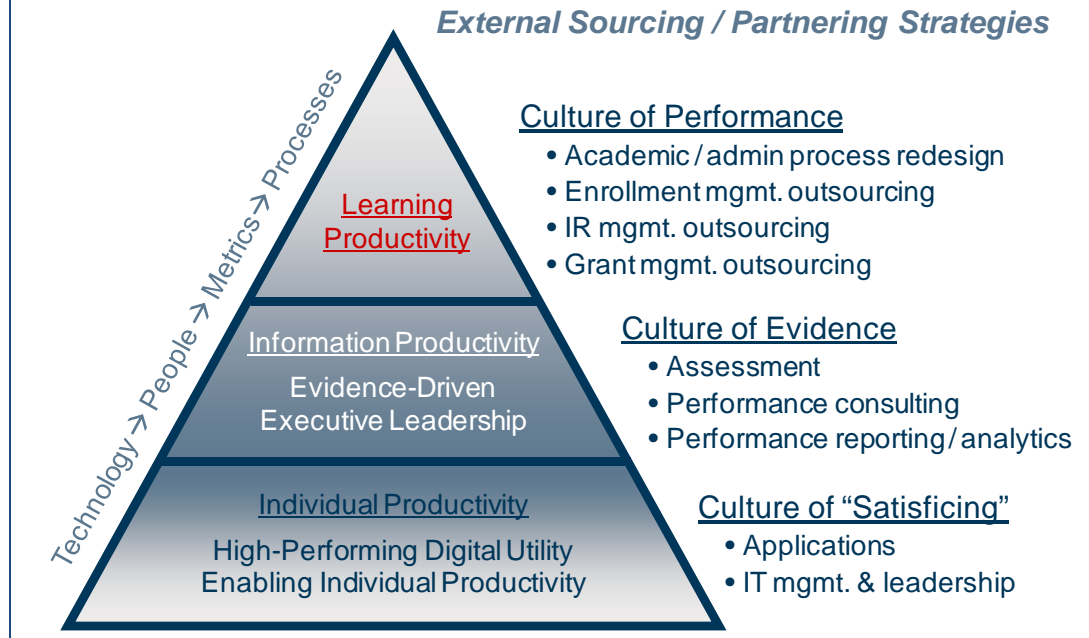 External Sourcing / Partnering Strategies
Technology → People → Metrics → Processes
Learning
Productivity
Culture of Performance
• Academic / admin process redesign
• Enrollment mgmt. outsourcing
• IR mgmt. outsourcing
• Grant mgmt. outsourcing
Information Productivity
Evidence-Driven
Executive Leadership
Culture of Evidence
• Assessment
• Performance consulting
• Performance reporting / analytics
Individual Productivity
High-Performing Digital Utility
Enabling Individual Productivity
Culture of “Satisficing”
• Applications
• IT mgmt. & leadership